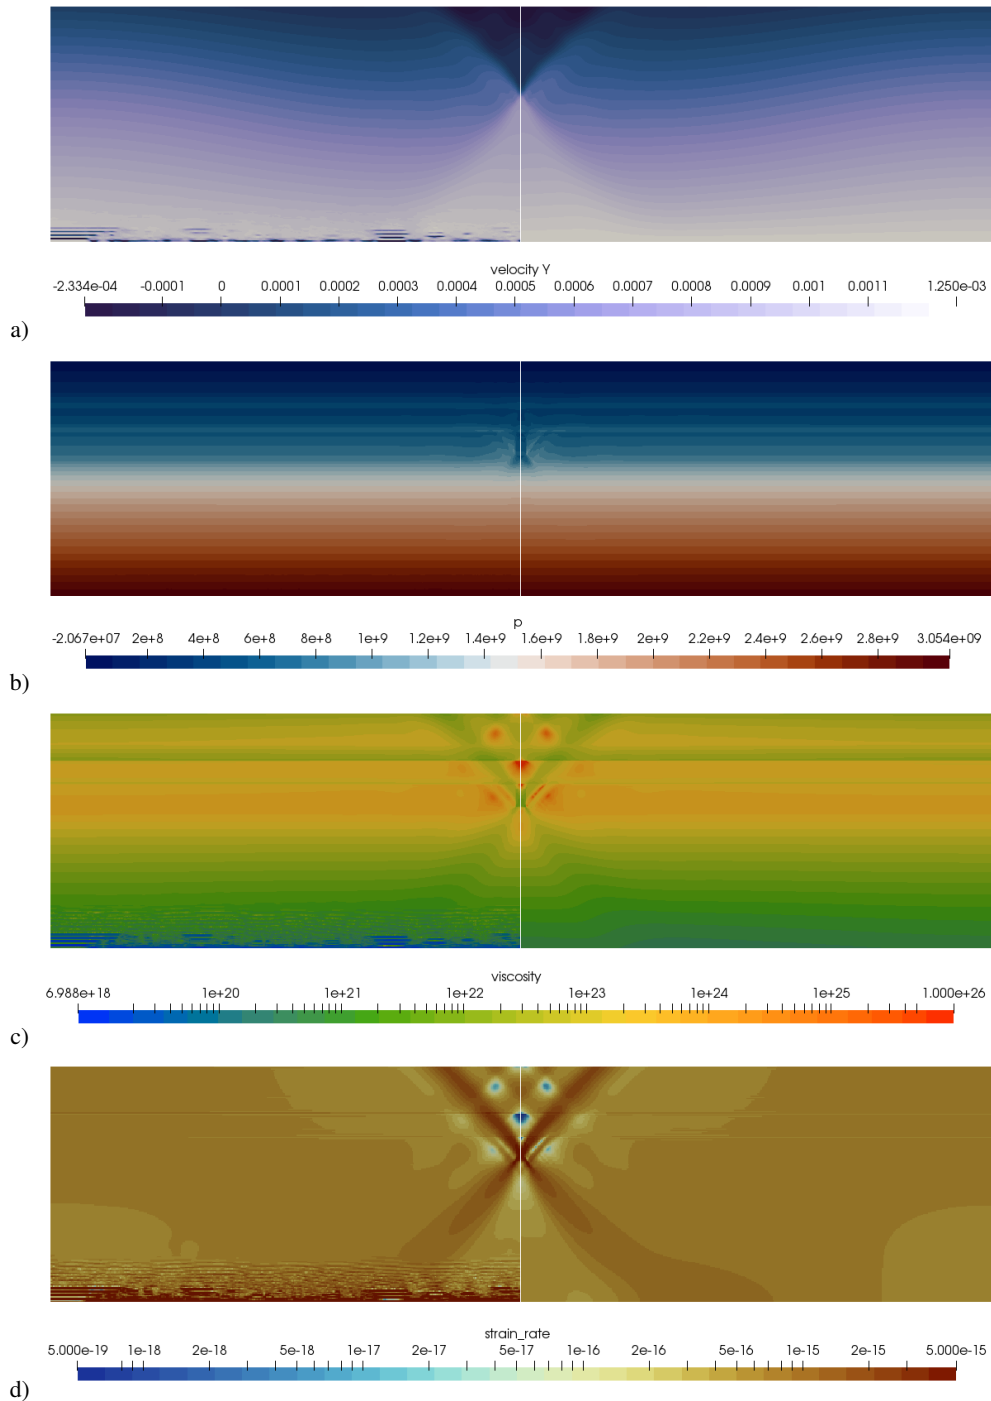 velocity Y
-2.334e-04 -0.0001 0 0.0001 0.0002 0.0003 0.0004 0.0005 0.0006 0.0007 0.0008 0.0009 0.001 0.0011 1.250e-03
a)
p
-2.067e+07 2e+8 4e+8 6e+8 8e+8 1e+9 1.2e+9 1.4e+9 1.6e+9 1.8e+9 2e+9 2.2e+9 2.4e+9 2.6e+9 2.8e+9 3.054e+09
b)
viscosity
6.988e+18 1e+20 1e+21 1e+22 1e+23 1e+24 1e+25 1.000e+26
c)
strain_rate
5.000e-19 1e-18 2e-18 5e-18 1e-17 2e-17 5e-17 1e-16 2e-16 5e-16 1e-15 2e-15 5.000e-15
d)